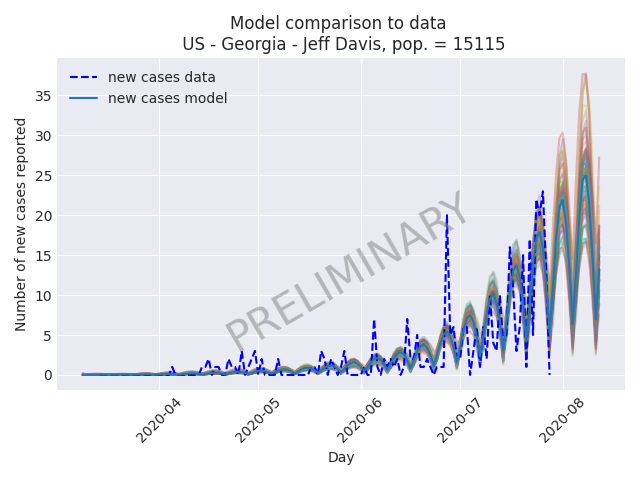 Model comparison to data
US - Georgia - Jeff Davis, pop. = 15115
new cases data
new cases model
Number of new cases reported
35
30
25
20
15
10
5
0
PRELIMINARY
2020-04
2020-05
2020-06
2020-07
2020-08
Day